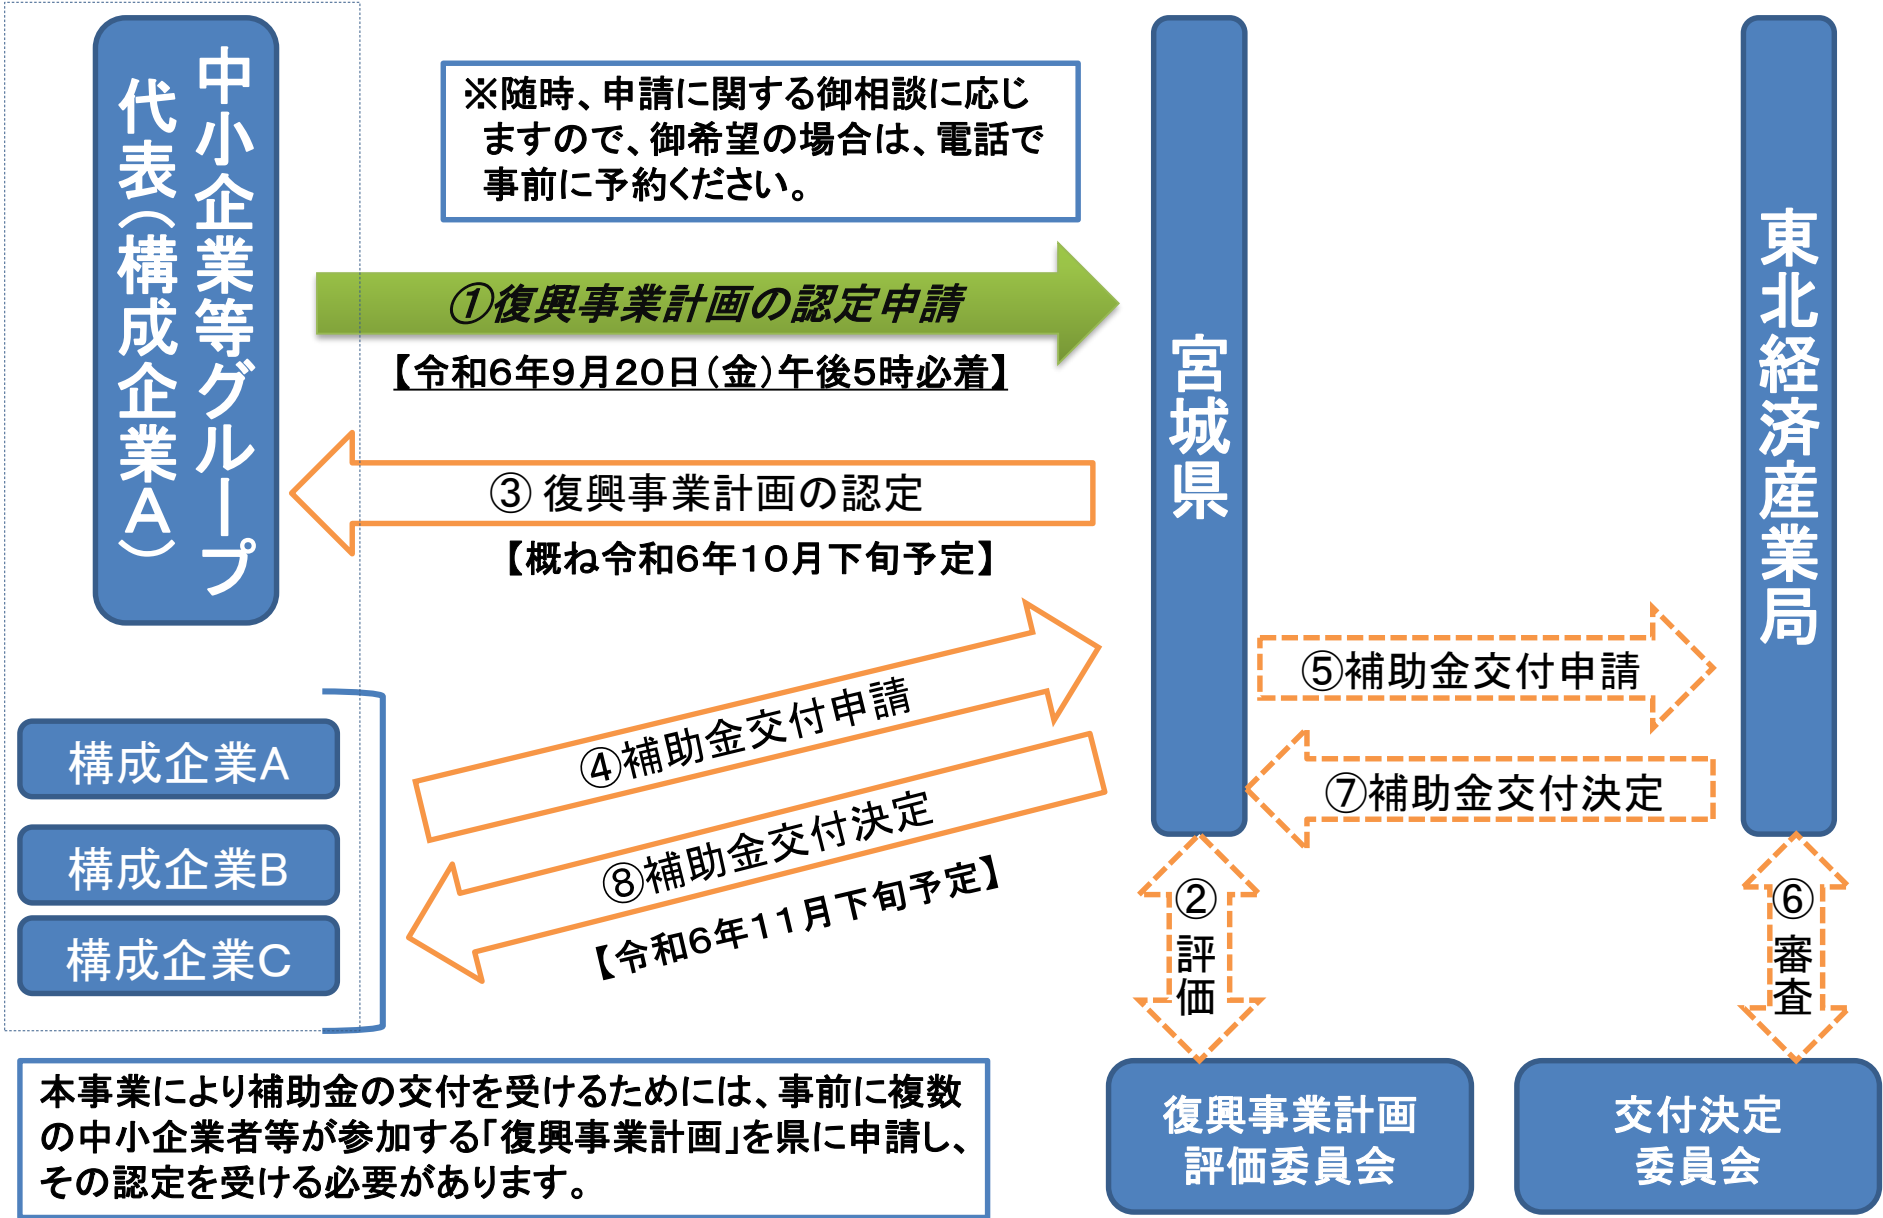 中小企業等グループ
代表（構成企業Ａ）
※随時、申請に関する御相談に応じ
ますので、御希望の場合は、電話で
事前に予約ください。
①復興事業計画の認定申請
【令和６年９月２０日（金）午後５時必着】
③ 復興事業計画の認定
【概ね令和６年１０月下旬予定】
宮城県
東北経済産業局
④補助金交付申請
⑧補助金交付決定
【令和６年１１月下旬予定】
⑤補助金交付申請
⑦補助金交付決定
構成企業A
構成企業B
構成企業C
②
評
価
⑥
審
査
本事業により補助金の交付を受けるためには、事前に複数
の中小企業者等が参加する「復興事業計画」を県に申請し、
その認定を受ける必要があります。
復興事業計画
評価委員会
交付決定
委員会